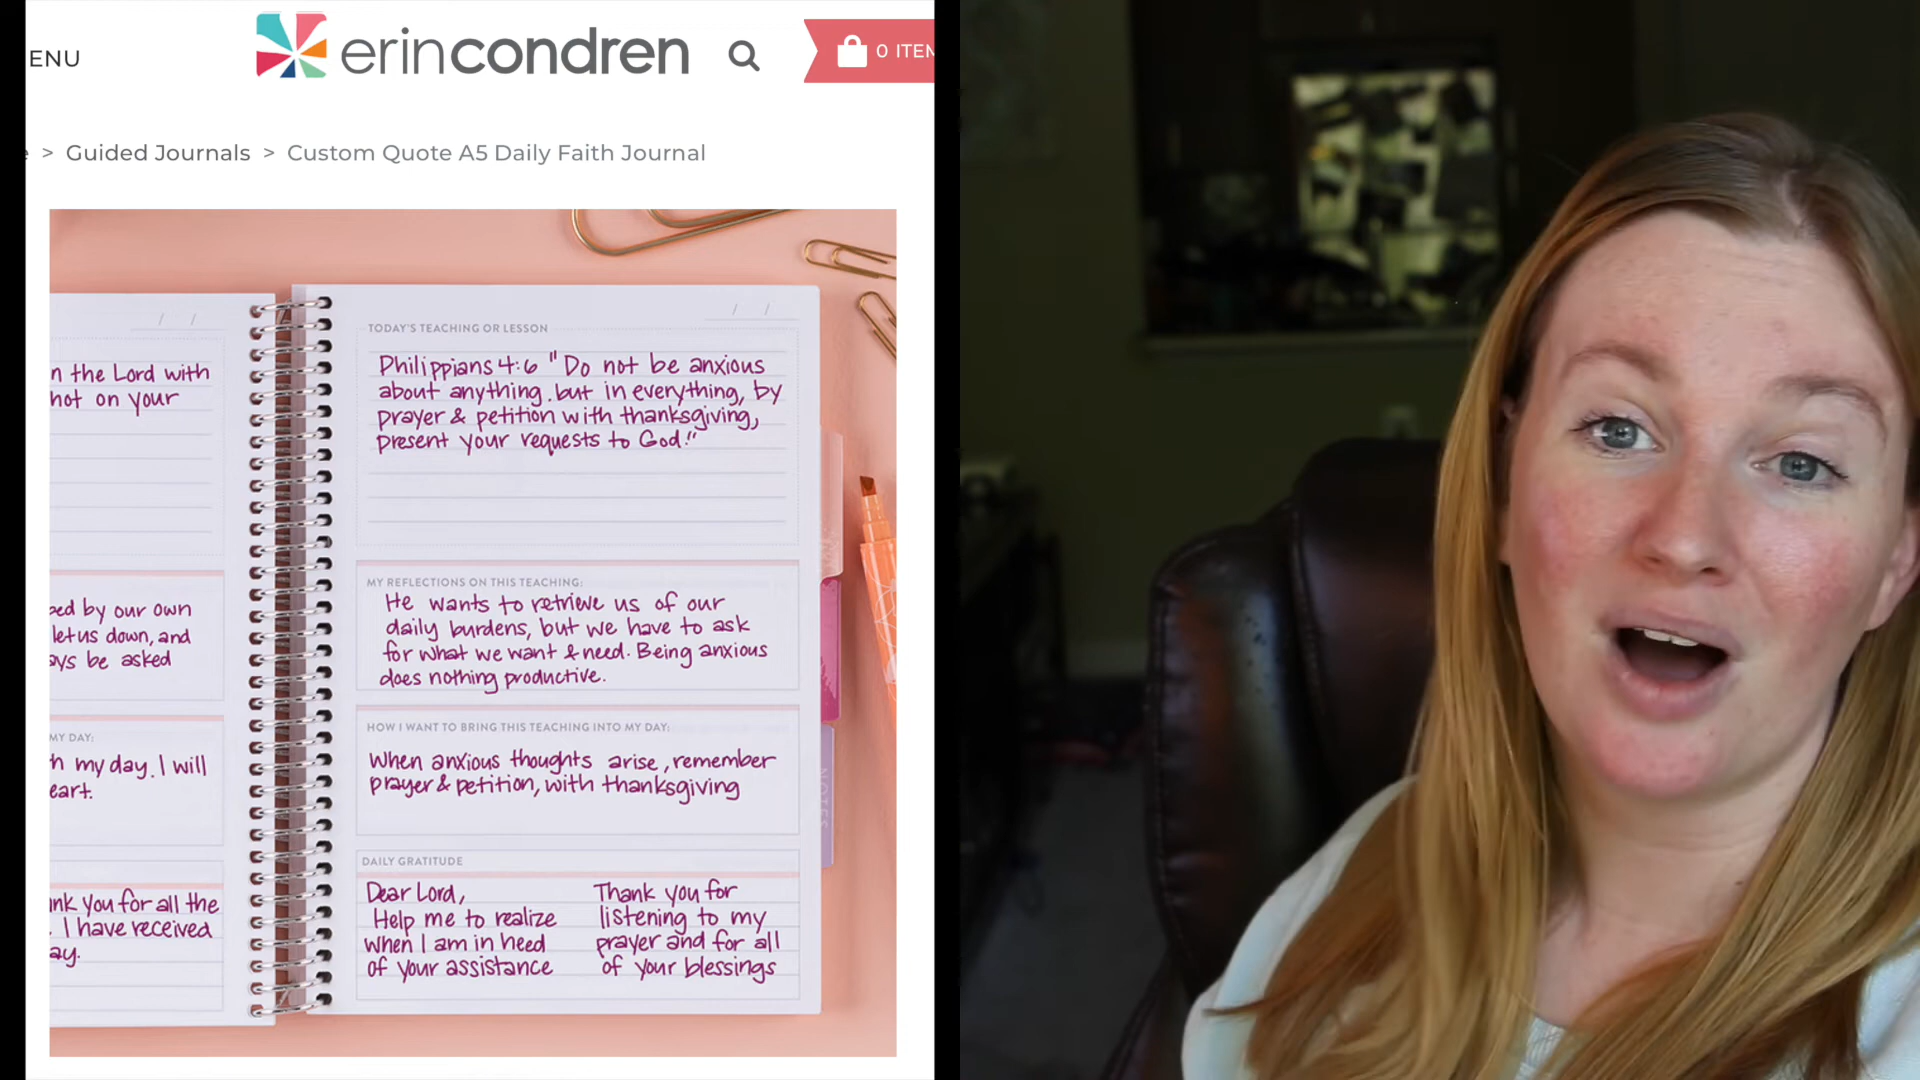 ENU
erincondren
0 ITEM
> Guided Journals > Custom Quote A5 Daily Faith Journal
n the Lord with
not on your
ped by our own
let us down, and
ays be asked
MY DAY:
h my day. I will
eart.
ank you for all the
. I have received
ay.
/ /
/ /
TODAY'S TEACHING OR LESSON
Philippians 4:6 "Do not be anxious
about anything. but in everything, by
prayer & petition with thanksgiving,
present your requests to God."
MY REFLECTIONS ON THIS TEACHING:
He wants to retrieve us of our
daily burdens, but we have to ask
for what we want & need. Being anxious
does nothing productive.
HOW I WANT TO BRING THIS TEACHING INTO MY DAY:
When anxious thoughts arise, remember
prayer & petition, with thanksgiving
DAILY GRATITUDE
Dear Lord,
Help me to realize
when I am in need
of your assistance
Thank you for
listening to my
prayer and for all
of your blessings
NOTES